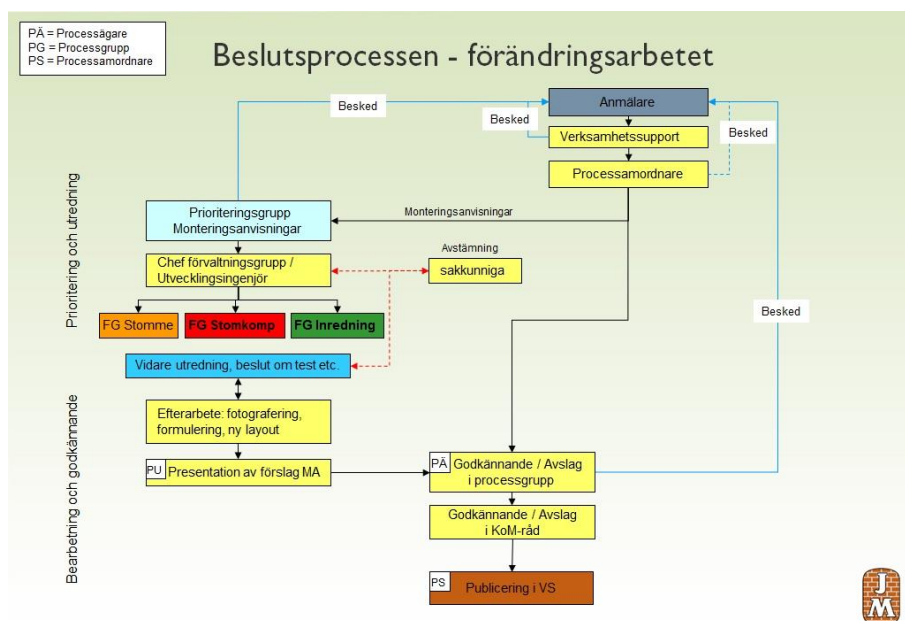 PÄ = Processägare
PG = Processgrupp
PS = Processamordnare
Beslutsprocessen - förändringsarbetet
Besked
Anmälare
Besked
Verksamhetssupport
Besked
Processamordnare
Prioritering och utredning
Prioriteringsgrupp
Monteringsanvisningar
Monteringsanvisningar
Avstämning
Chef förvaltningsgrupp /
Utvecklingsingenjör
sakkunniga
Besked
FG Stomme
FG Stomkomp
FG Inredning
Vidare utredning, beslut om test etc.
Bearbetning och godkännande
Efterarbete: fotografering,
formulering, ny layout
PU
Presentation av förslag MA
PÄ
Godkännande / Avslag
i processgrupp
Godkännande / Avslag
i KoM-råd
PS
Publicering i VS
JM